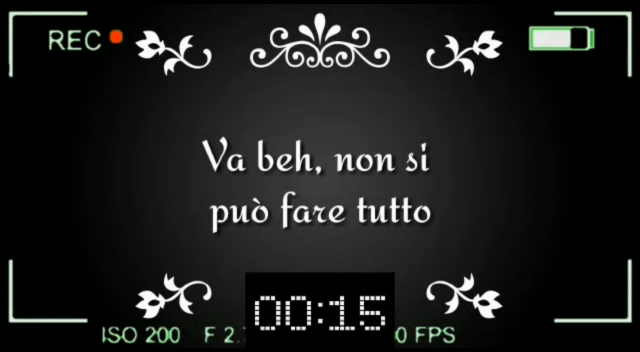 REC
Va beh, non si
può fare tutto
00:15
ISO 200 F 2. 0 FPS